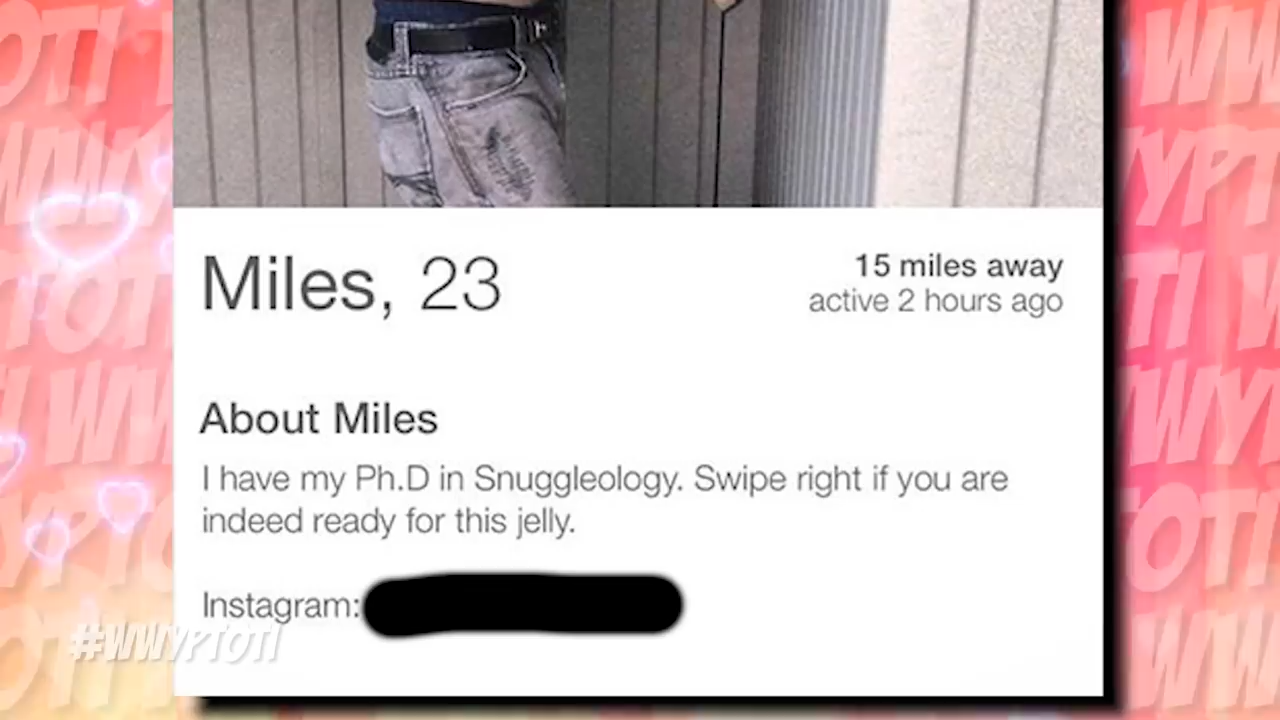 Miles, 23
15 miles away
active 2 hours ago
About Miles
I have my Ph.D in Snuggleology. Swipe right if you are
indeed ready for this jelly.
Instagram:
#WWYPTOTI